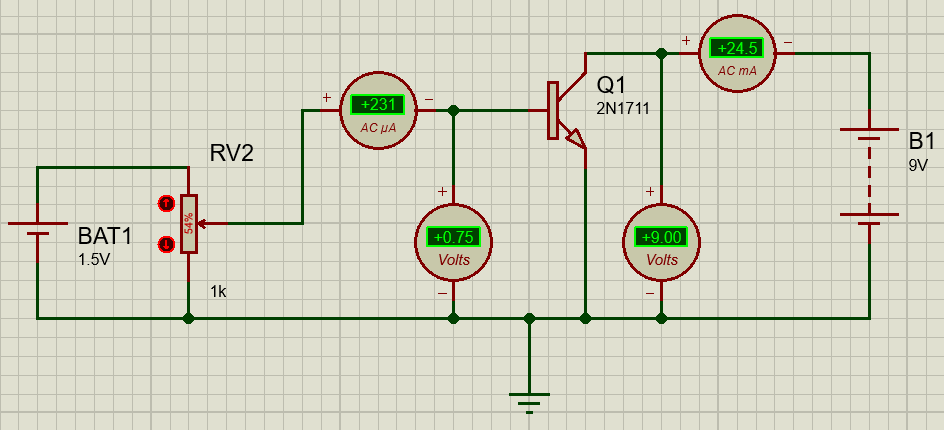 +24.5
AC mA
Q1
2N1711
+231
AC µA
B1
9V
RV2
54%
BAT1
1.5V
1k
+0.75
Volts
+9.00
Volts